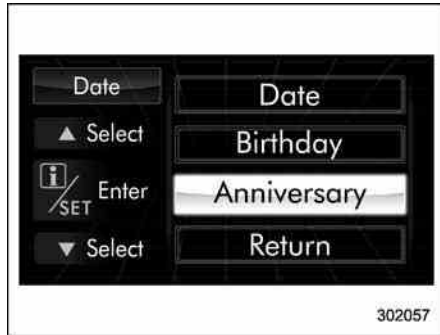 Date
▲ Select
i/SET Enter
▼ Select
Date
Birthday
Anniversary
Return
302057